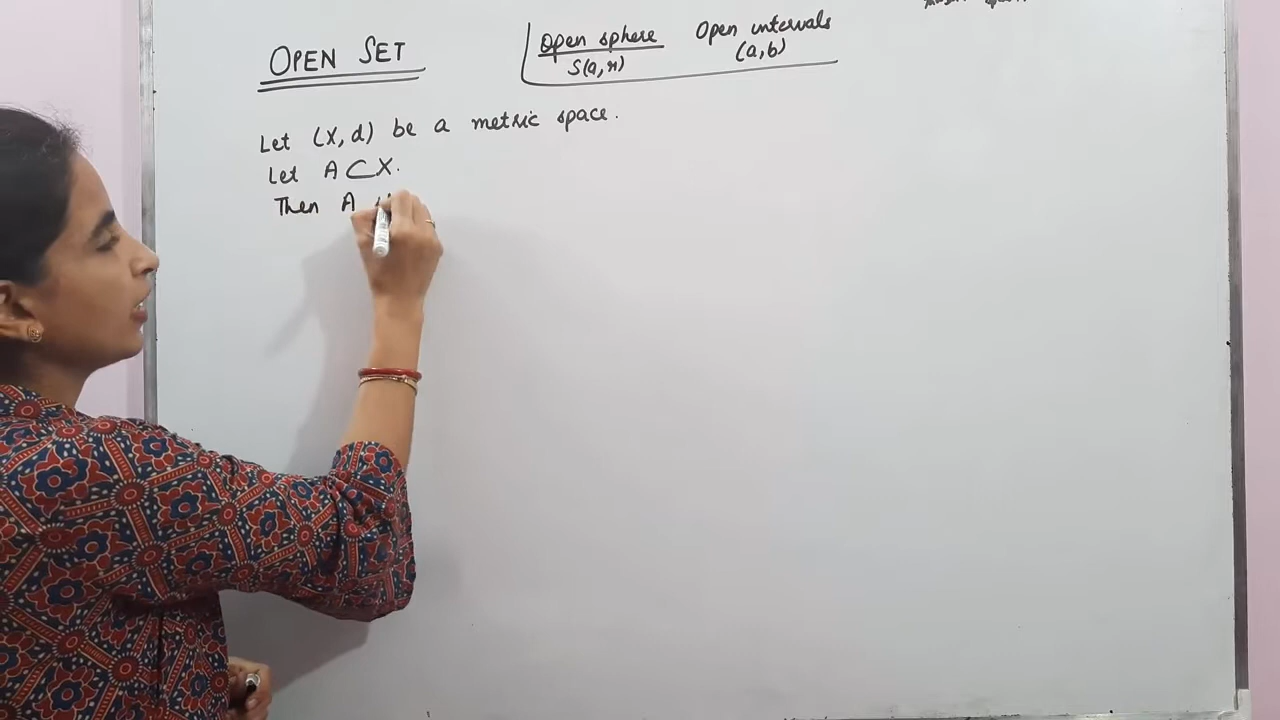 OPEN SET
Open sphere Open intervals
S(a, r) (a, b)
Let (X, d) be a metric space.
Let A ⊂ X.
Then A